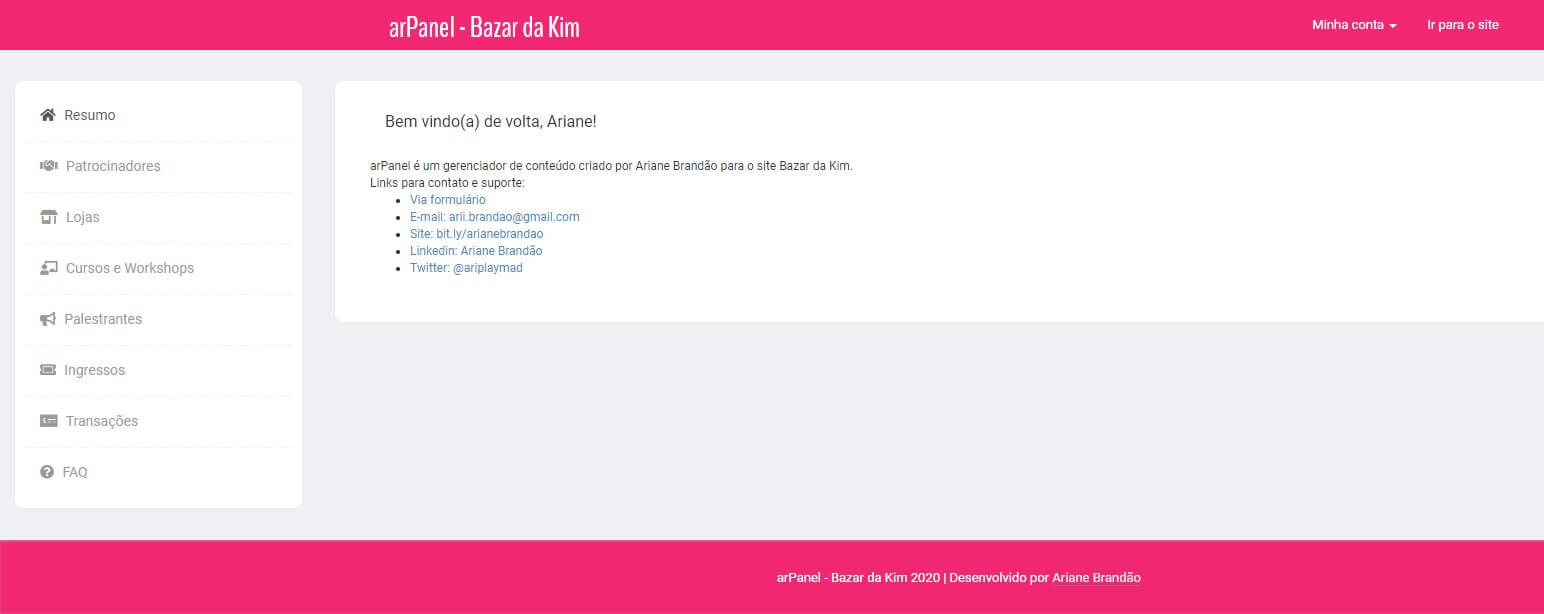 arPanel - Bazar da Kim
Minha conta
Ir para o site
Resumo
Patrocinadores
Lojas
Cursos e Workshops
Palestrantes
Ingressos
Transações
FAQ
Bem vindo(a) de volta, Ariane!
arPanel é um gerenciador de conteúdo criado por Ariane Brandão para o site Bazar da Kim.
Links para contato e suporte:
Via formulário
E-mail: arii.brandao@gmail.com
Site: bit.ly/arianebrandao
Linkedin: Ariane Brandão
Twitter: @ariplaymad
arPanel - Bazar da Kim 2020 | Desenvolvido por Ariane Brandão